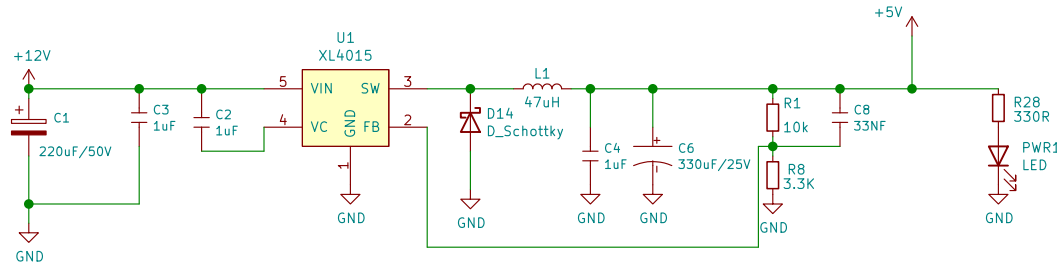 +5V
+12V
U1
XL4015
5
VIN
SW
3
4
VC
GND
FB
2
1
GND
C1
220uF/50V
GND
C3
1uF
C2
1uF
L1
47uH
D14
D_Schottky
GND
C4
1uF
GND
C6
330uF/25V
GND
R1
10k
C8
33NF
R8
3.3K
GND
R28
330R
PWR1
LED
GND